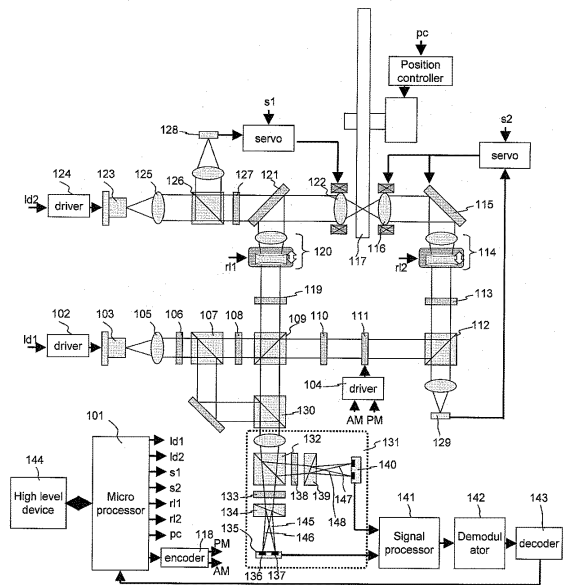 pc
Position
controller
s1
s2
128
servo
servo
124
123
125
126
127
121
122
ld2
driver
115
116
117
rl1
120
rl2
114
119
113
102
103
105
106
107
108
109
110
111
112
ld1
driver
104
driver
130
AM PM
129
101
132
131
144
ld1
140
ld2
133
138
139
147
High level
device
Micro
processor
s1
134
148
141
142
143
s2
rl1
135
145
rl2
118
146
Signal
processor
Demodul
ator
decoder
pc
PM
encoder
AM
136
137